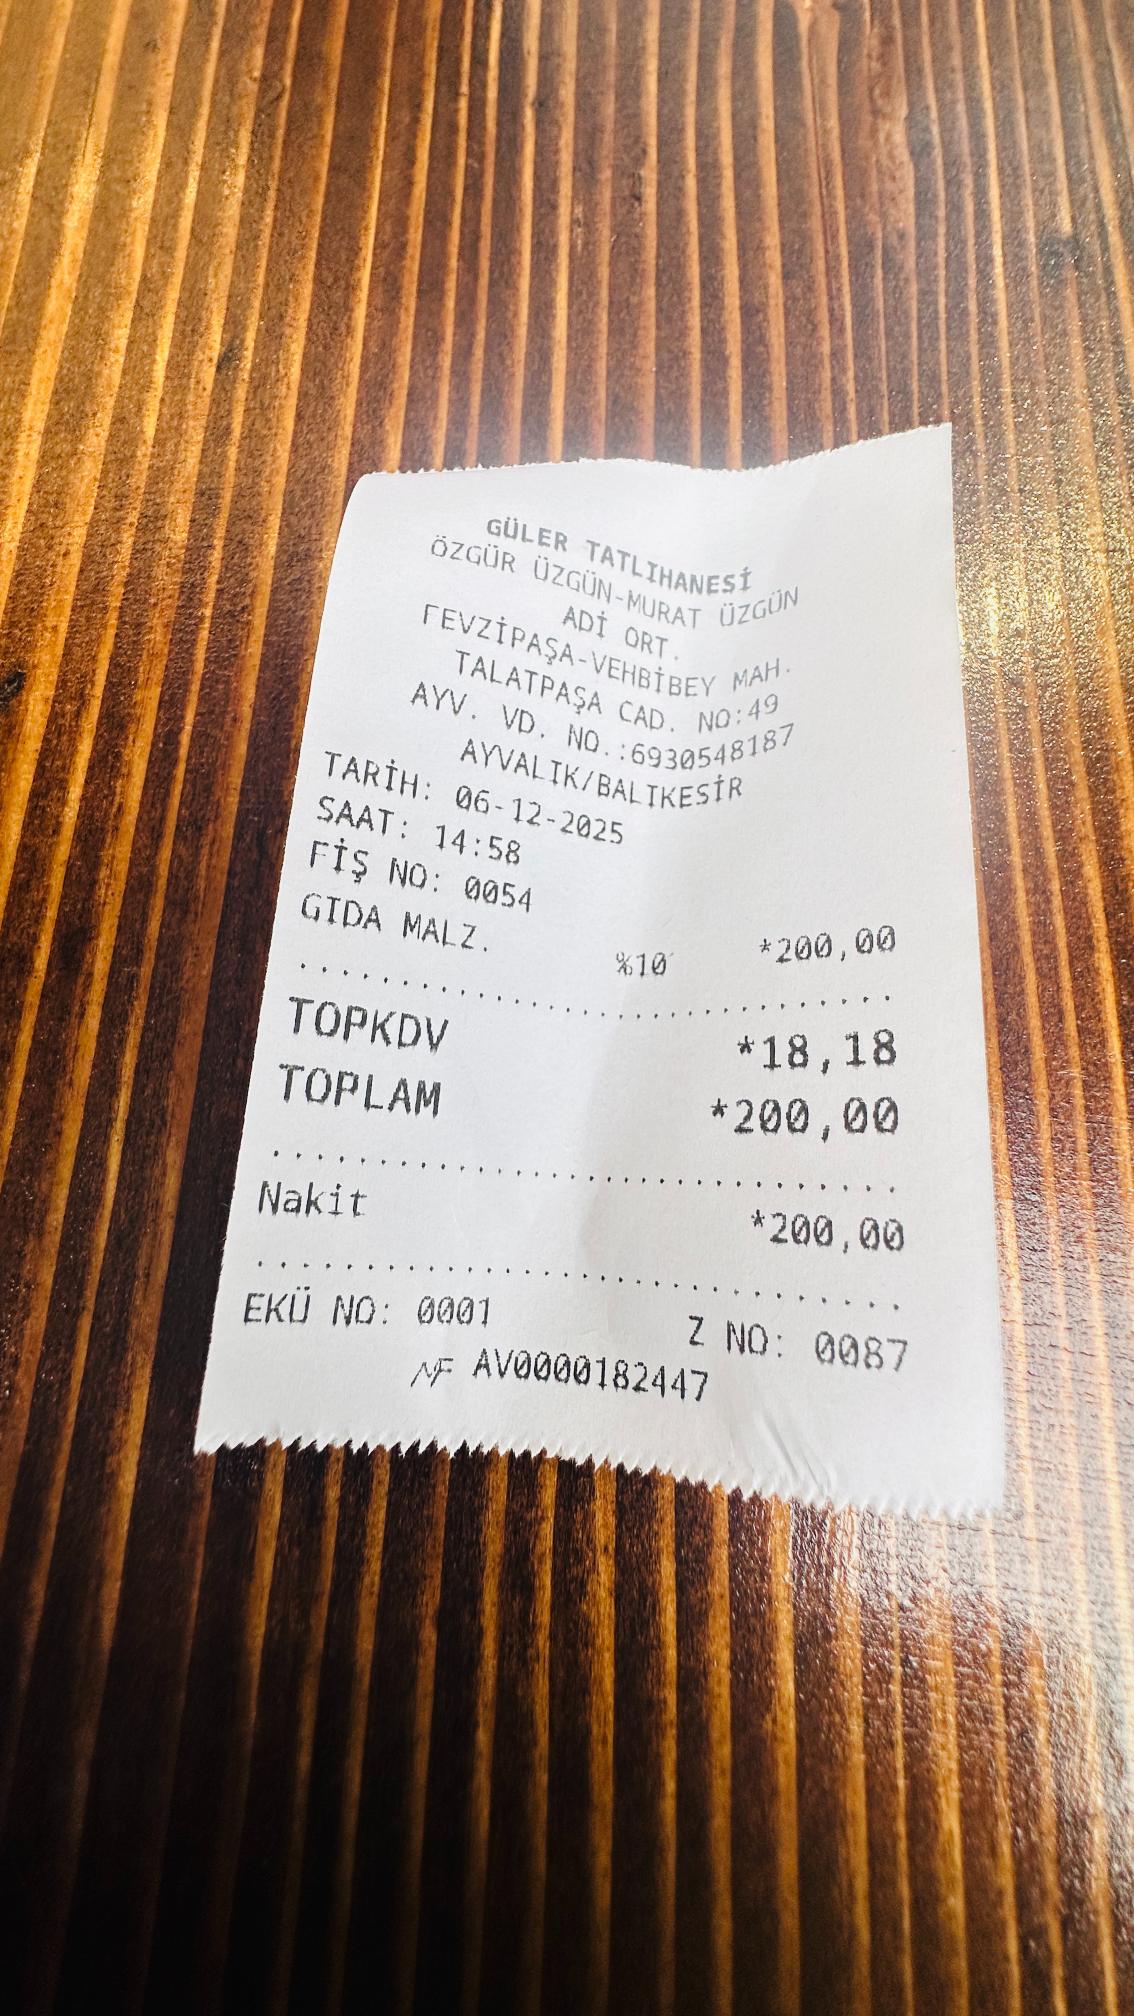 GÜLER TATLIHANESİ
ÖZGÜR ÜZGÜN-MURAT ÜZGÜN
ADİ ORT.
FEVZİPAŞA-VEHBİBEY MAH.
TALATPAŞA CAD. NO:49
AYV. VD. NO.:6930548187
AYVALIK/BALIKESİR
TARİH: 06-12-2025
SAAT: 14:58
FİŞ NO: 0054
GIDA MALZ. %10 *200,00
TOPKDV *18,18
TOPLAM *200,00
Nakit *200,00
EKÜ NO: 0001 Z NO: 0087
MF AV0000182447